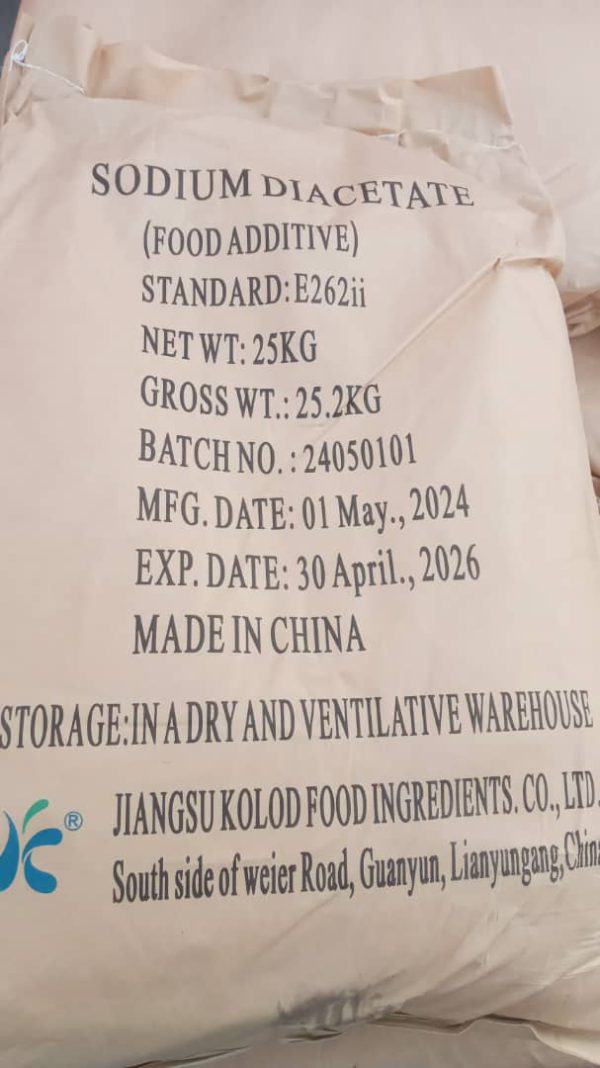 SODIUM DIACETATE
(FOOD ADDITIVE)
STANDARD: E262ii
NET WT: 25KG
GROSS WT.: 25.2KG
BATCH NO. : 24050101
MFG. DATE: 01 May., 2024
EXP. DATE: 30 April., 2026
MADE IN CHINA
STORAGE:IN A DRY AND VENTILATIVE WAREHOUSE
® JIANGSU KOLOD FOOD INGREDIENTS. CO., LTD.
South side of weier Road, Guanyun, Lianyungang, China